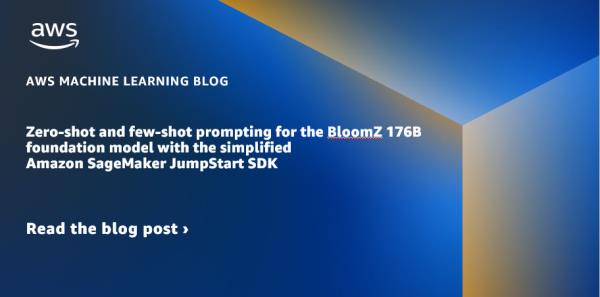 aws
AWS MACHINE LEARNING BLOG
Zero-shot and few-shot prompting for the BloomZ 176B
foundation model with the simplified
Amazon SageMaker JumpStart SDK
Read the blog post ›